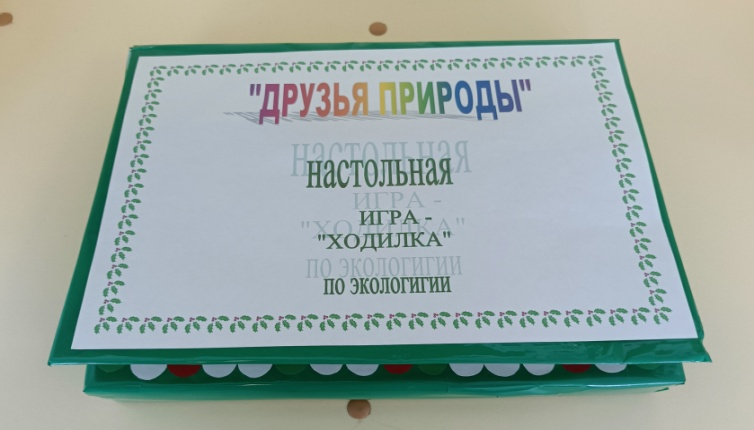 "ДРУЗЬЯ ПРИРОДЫ"
настольная
ИГРА -
"ХОДИЛКА"
по экологигии